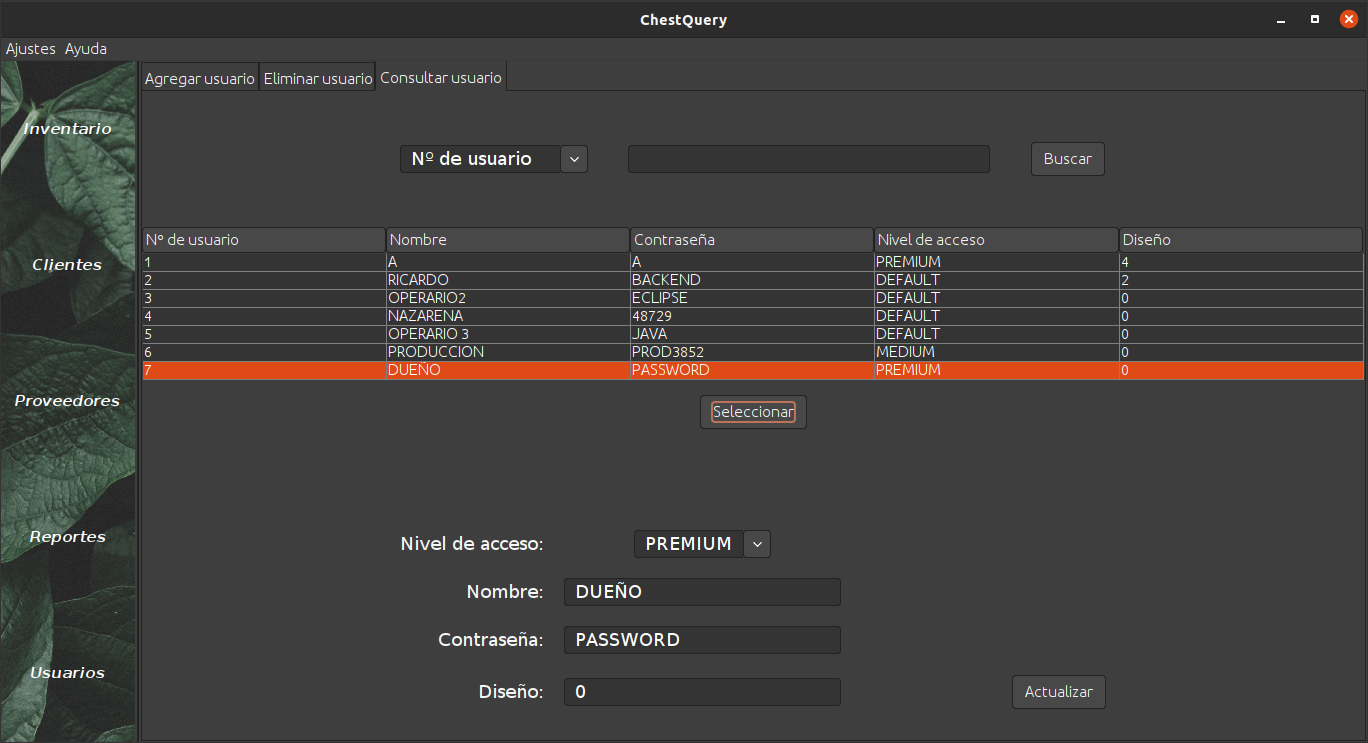 ChestQuery
Ajustes Ayuda
Inventario
Clientes
Proveedores
Reportes
Usuarios
Agregar usuario Eliminar usuario Consultar usuario
Nº de usuario Buscar
Nº de usuario Nombre Contraseña Nivel de acceso Diseño
1 A A PREMIUM 4
2 RICARDO BACKEND DEFAULT 2
3 OPERARIO2 ECLIPSE DEFAULT 0
4 NAZARENA 48729 DEFAULT 0
5 OPERARIO 3 JAVA DEFAULT 0
6 PRODUCCION PROD3852 MEDIUM 0
7 DUEÑO PASSWORD PREMIUM 0
Seleccionar
Nivel de acceso: PREMIUM
Nombre: DUEÑO
Contraseña: PASSWORD
Diseño: 0 Actualizar